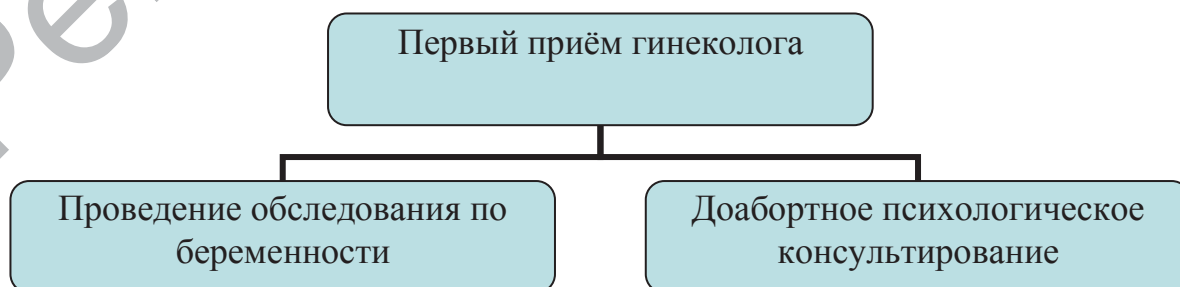 Первый приём гинеколога
Проведение обследования по
беременности
Доабортное психологическое
консультирование